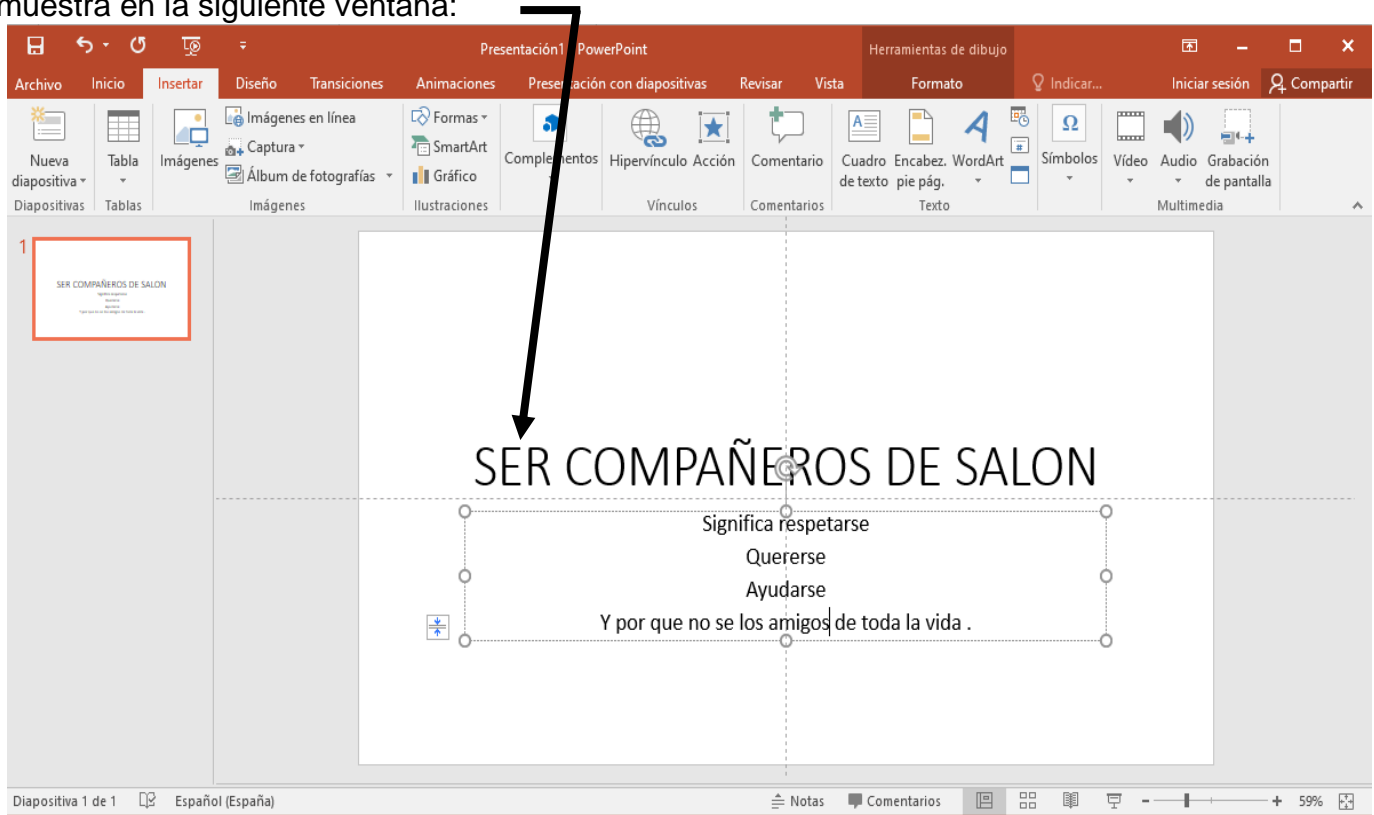 muestra en la siguiente ventana:
Presentación1 PowerPoint
Herramientas de dibujo
Archivo Inicio Insertar Diseño Transiciones Animaciones Presentación con diapositivas Revisar Vista Formato Indicar... Iniciar sesión Compartir
Nueva diapositiva
Tabla
Imágenes
Imágenes en línea
Captura
Álbum de fotografías
Formas
SmartArt
Gráfico
Complementos
Hipervínculo
Acción
Comentario
Cuadro de texto
Encabez. pie pág.
WordArt
Símbolos
Vídeo
Audio
Grabación de pantalla
Diapositivas Tablas Imágenes Ilustraciones Vínculos Comentarios Texto Multimedia
1
SER COMPAÑEROS DE SALON
SER COMPAÑEROS DE SALON
Significa respetarse
Quererse
Ayudarse
Y por que no se los amigos de toda la vida .
Diapositiva 1 de 1 Español (España) Notas Comentarios 59%